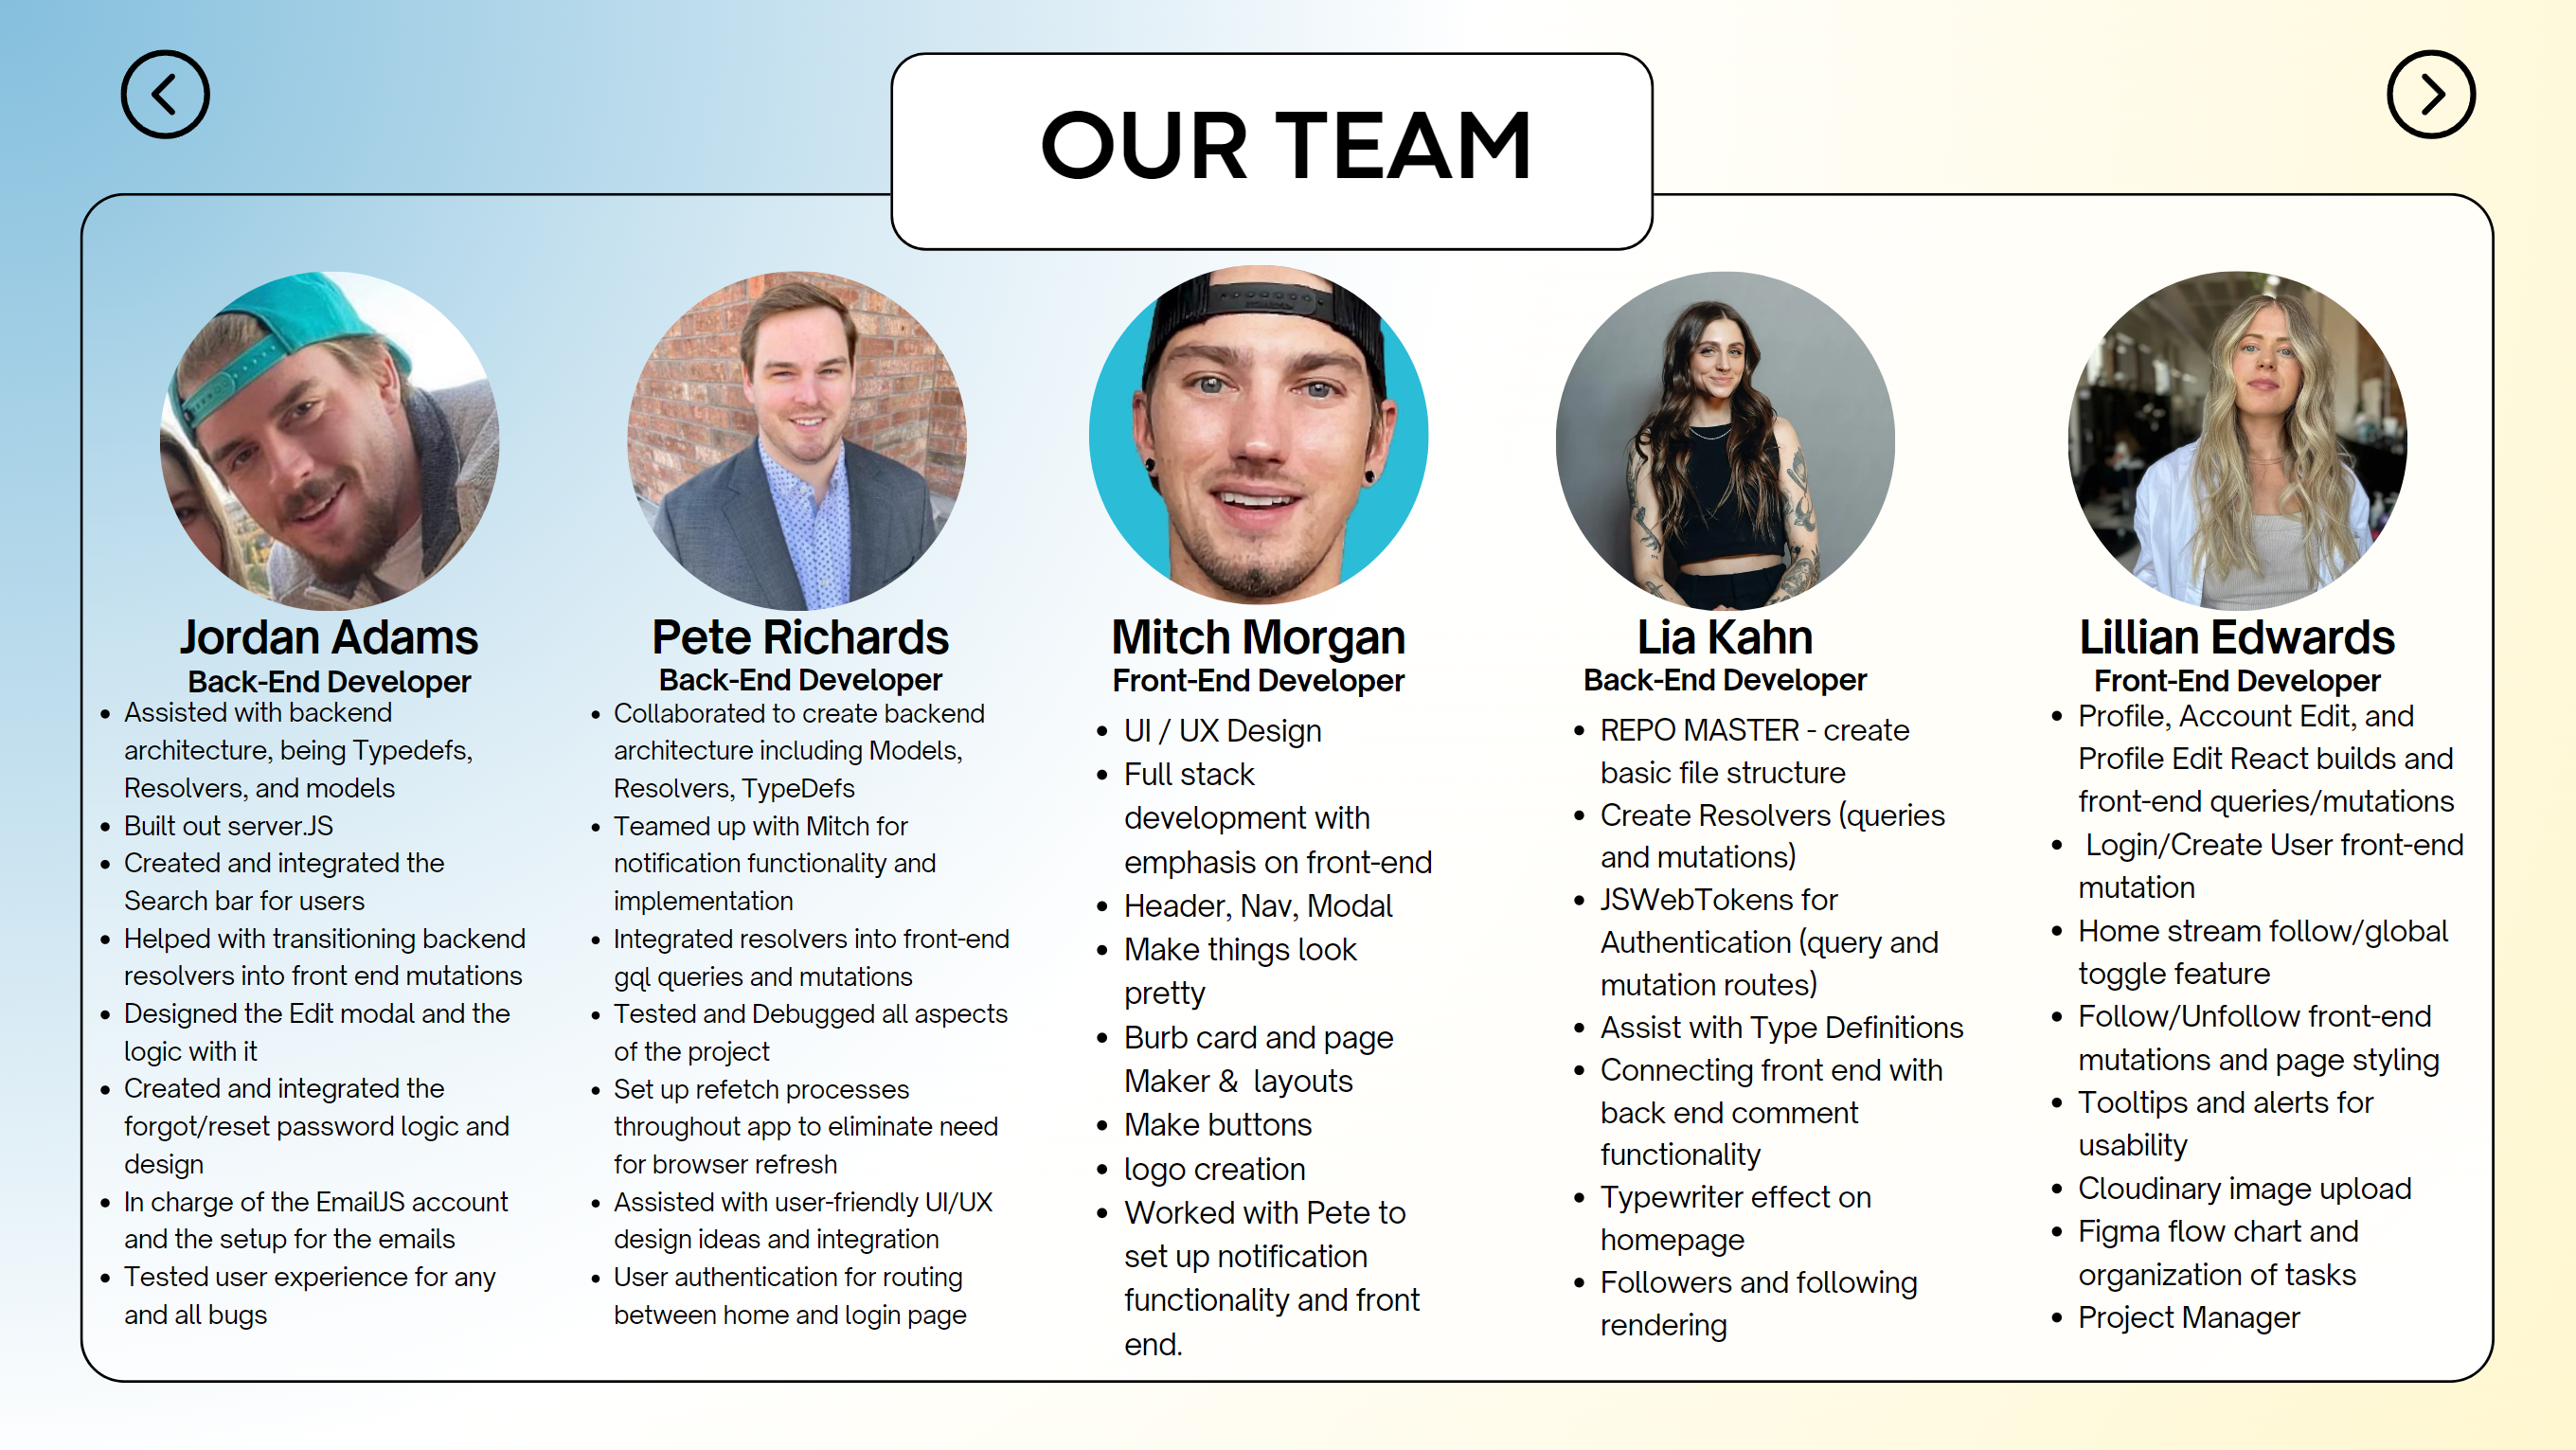 OUR TEAM
Jordan Adams
Back-End Developer
Assisted with backend
architecture, being Typedefs,
Resolvers, and models
Built out server.JS
Created and integrated the
Search bar for users
Helped with transitioning backend
resolvers into front end mutations
Designed the Edit modal and the
logic with it
Created and integrated the
forgot/reset password logic and
design
In charge of the EmailJS account
and the setup for the emails
Tested user experience for any
and all bugs
Pete Richards
Back-End Developer
Collaborated to create backend
architecture including Models,
Resolvers, TypeDefs
Teamed up with Mitch for
notification functionality and
implementation
Integrated resolvers into front-end
gql queries and mutations
Tested and Debugged all aspects
of the project
Set up refetch processes
throughout app to eliminate need
for browser refresh
Assisted with user-friendly UI/UX
design ideas and integration
User authentication for routing
between home and login page
Mitch Morgan
Front-End Developer
UI / UX Design
Full stack
development with
emphasis on front-end
Header, Nav, Modal
Make things look
pretty
Burb card and page
Maker & layouts
Make buttons
logo creation
Worked with Pete to
set up notification
functionality and front
end.
Lia Kahn
Back-End Developer
REPO MASTER - create
basic file structure
Create Resolvers (queries
and mutations)
JSWebTokens for
Authentication (query and
mutation routes)
Assist with Type Definitions
Connecting front end with
back end comment
functionality
Typewriter effect on
homepage
Followers and following
rendering
Lillian Edwards
Front-End Developer
Profile, Account Edit, and
Profile Edit React builds and
front-end queries/mutations
Login/Create User front-end
mutation
Home stream follow/global
toggle feature
Follow/Unfollow front-end
mutations and page styling
Tooltips and alerts for
usability
Cloudinary image upload
Figma flow chart and
organization of tasks
Project Manager